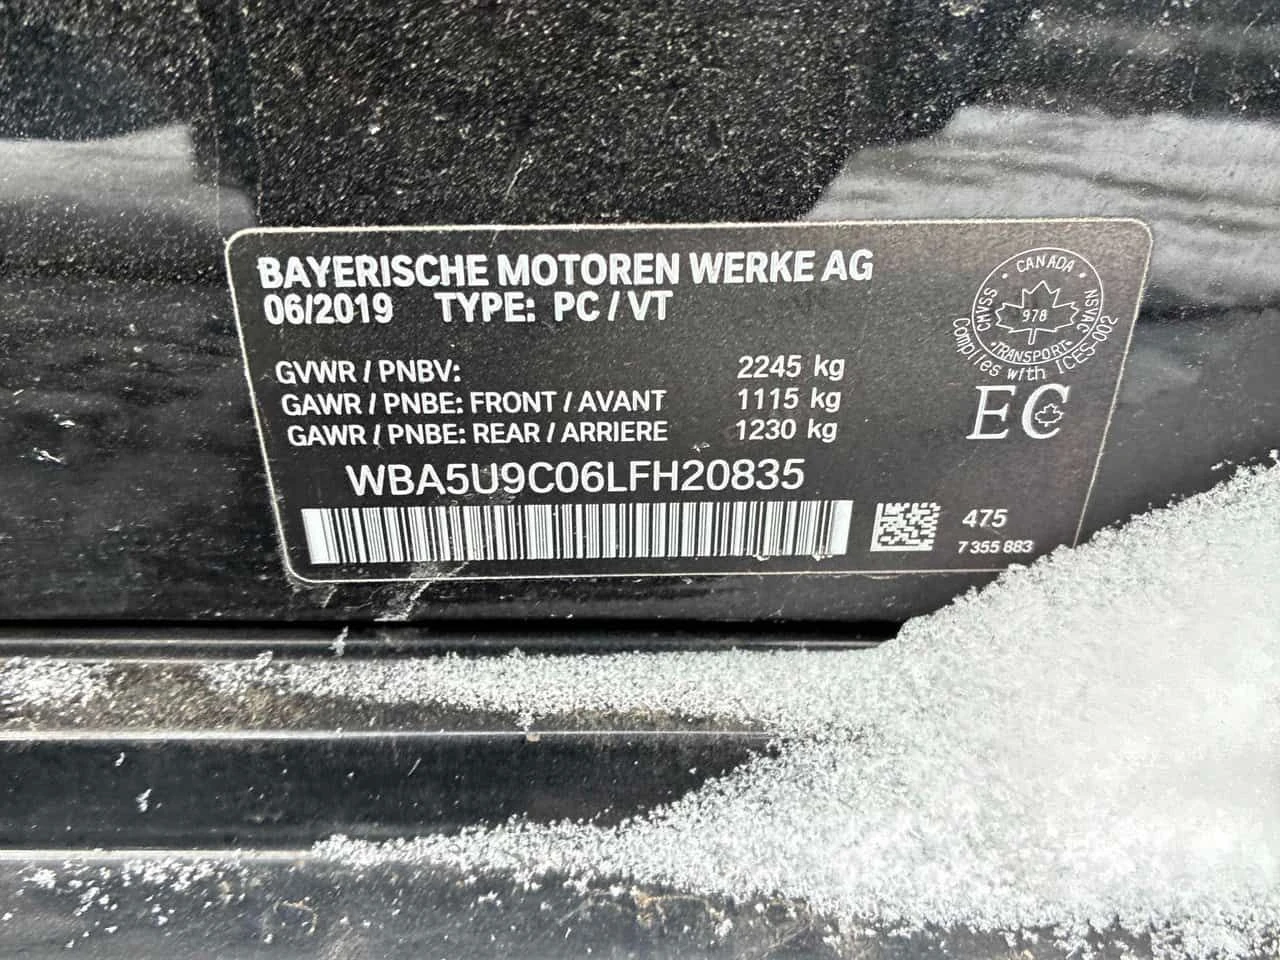 BAYERISCHE MOTOREN WERKE AG
06/2019 TYPE: PC / VT
GVWR / PNBV: 2245 kg
GAWR / PNBE: FRONT / AVANT 1115 kg
GAWR / PNBE: REAR / ARRIERE 1230 kg
WBA5U9C06LFH20835
CANADA
CMVSS
NSVAC
978
TRANSPORT
Complies with ICES-002
EC
475
7 355 883